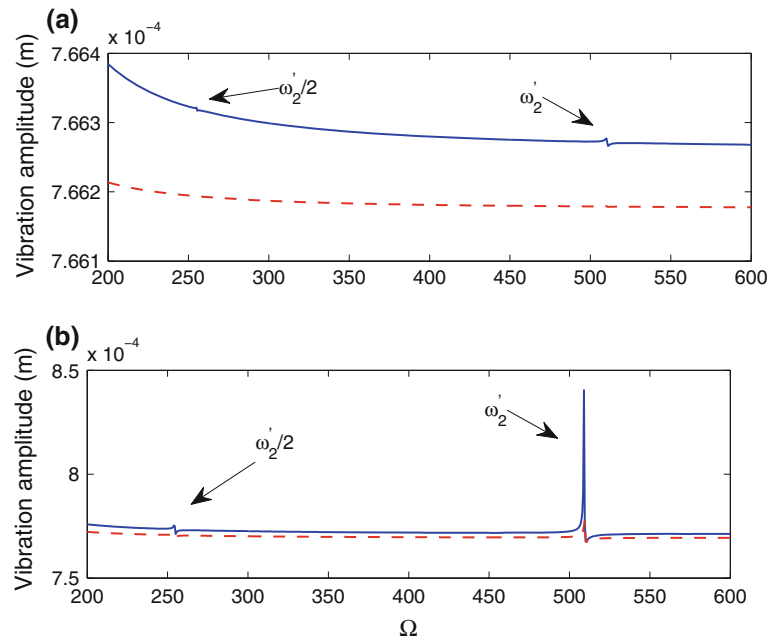 (a)
x 10⁻⁴
7.664
7.663
7.662
7.661
Vibration amplitude (m)
ω₂'/2
ω₂'
200 250 300 350 400 450 500 550 600
(b)
x 10⁻⁴
8.5
8
7.5
Vibration amplitude (m)
ω₂'/2
ω₂'
200 250 300 350 400 450 500 550 600
Ω